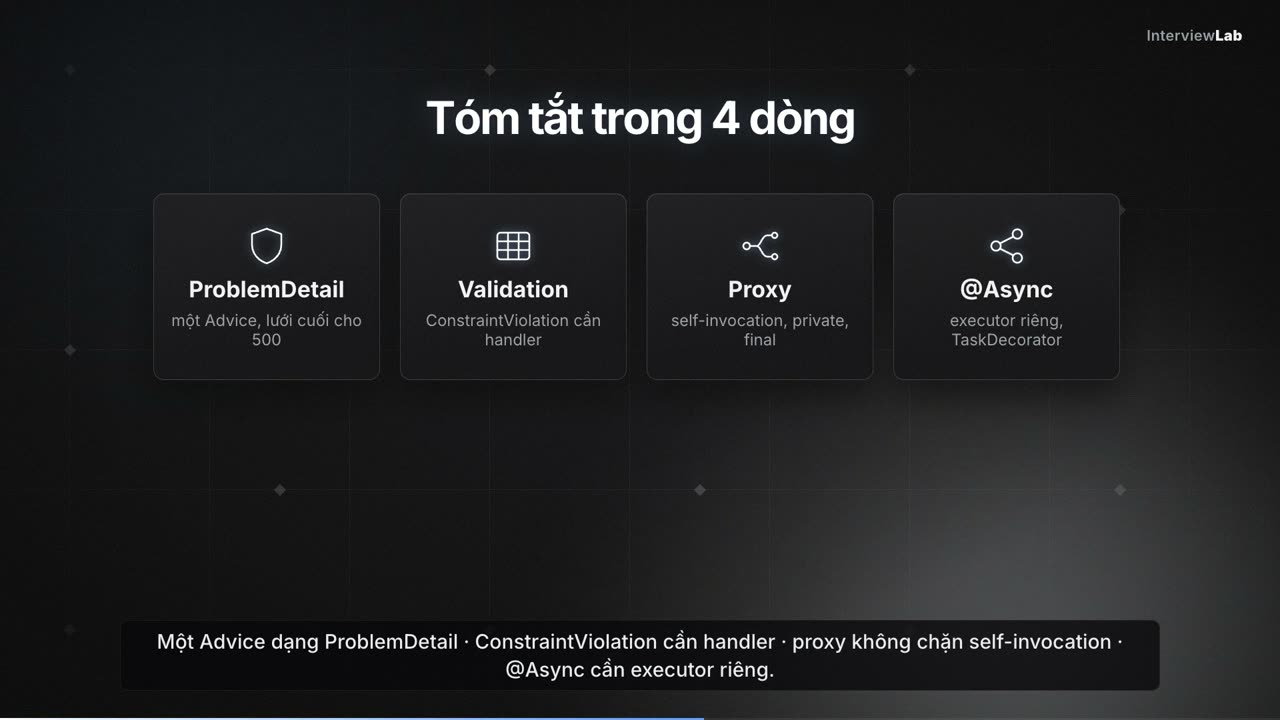 InterviewLab
Tóm tắt trong 4 dòng
ProblemDetail
một Advice, lưới cuối cho
500
Validation
ConstraintViolation cần
handler
Proxy
self-invocation, private,
final
@Async
executor riêng,
TaskDecorator
Một Advice dạng ProblemDetail · ConstraintViolation cần handler · proxy không chặn self-invocation ·
@Async cần executor riêng.